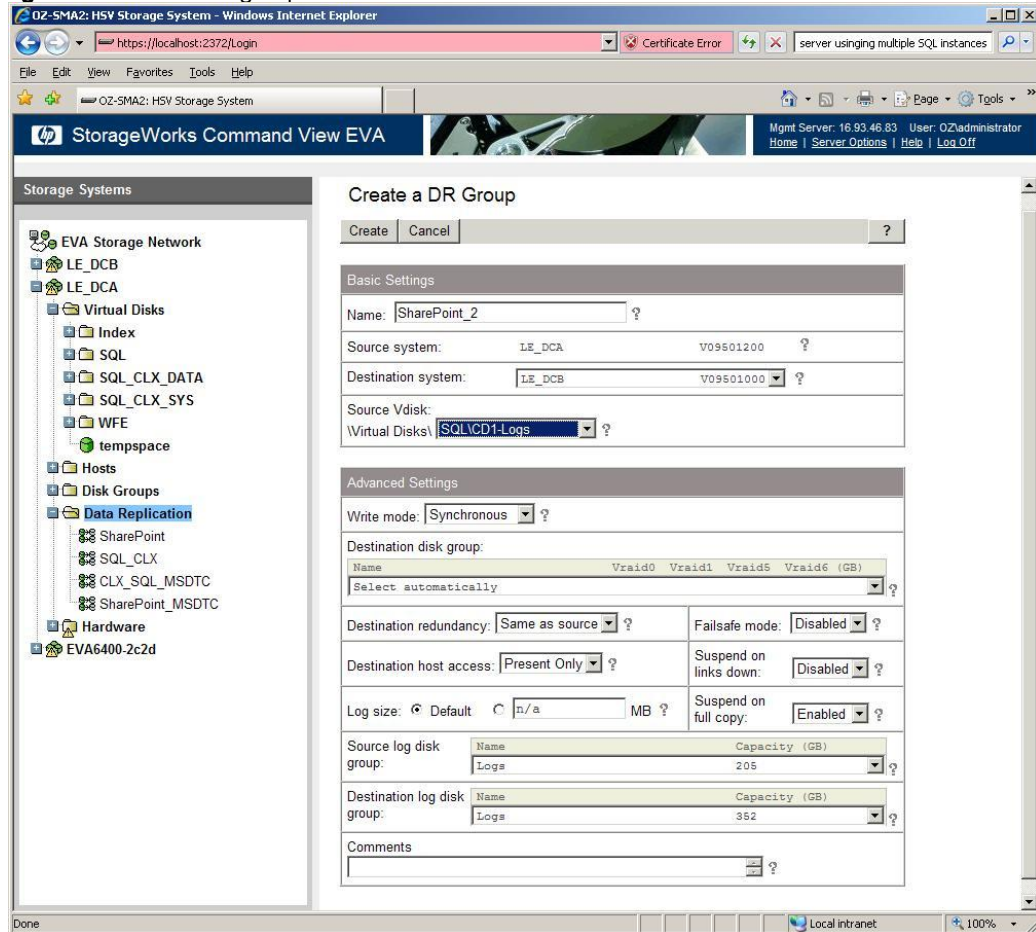 OZ-SMA2: HSV Storage System - Windows Internet Explorer
https://localhost:2372/Login
Certificate Error
server usinging multiple SQL instances
File Edit View Favorites Tools Help
OZ-SMA2: HSV Storage System
Page Tools
hp StorageWorks Command View EVA
Mgmt Server: 16.93.46.83 User: OZ\administrator
Home | Server Options | Help | Log Off
Storage Systems
EVA Storage Network
LE_DCB
LE_DCA
Virtual Disks
Index
SQL
SQL_CLX_DATA
SQL_CLX_SYS
WFE
tempspace
Hosts
Disk Groups
Data Replication
SharePoint
SQL_CLX
CLX_SQL_MSDTC
SharePoint_MSDTC
Hardware
EVA6400-2c2d
Create a DR Group
Create Cancel ?
Basic Settings
Name: SharePoint_2 ?
Source system: LE_DCA V09501200 ?
Destination system: LE_DCB V09501000 ?
Source Vdisk:
\Virtual Disks\ SQL\CD1-Logs ?
Advanced Settings
Write mode: Synchronous ?
Destination disk group:
Name Vraid0 Vraid1 Vraid5 Vraid6 (GB)
Select automatically ?
Destination redundancy: Same as source ? Failsafe mode: Disabled ?
Destination host access: Present Only ? Suspend on links down: Disabled ?
Log size: Default n/a MB ? Suspend on full copy: Enabled ?
Source log disk group: Name Capacity (GB)
Logs 205 ?
Destination log disk group: Name Capacity (GB)
Logs 352 ?
Comments
?
Done
Local intranet
100%